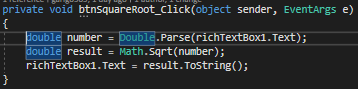 private void btnSquareRoot_Click(object sender, EventArgs e)
{
double number = Double.Parse(richTextBox1.Text);
double result = Math.Sqrt(number);
richTextBox1.Text = result.ToString();
}